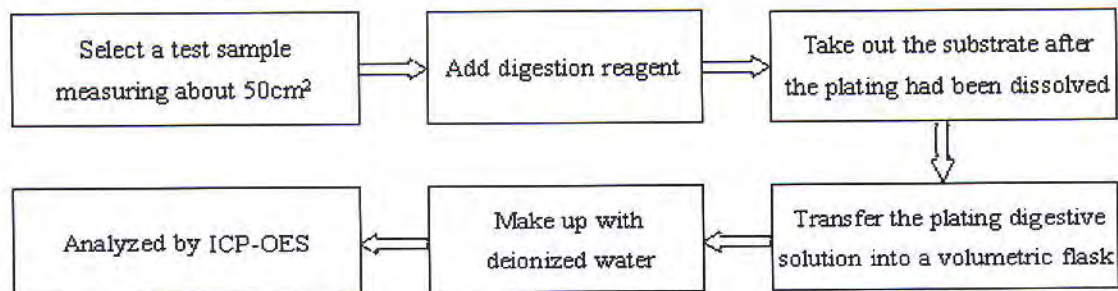 Select a test sample
measuring about 50cm²
Add digestion reagent
Take out the substrate after
the plating had been dissolved
Transfer the plating digestive
solution into a volumetric flask
Make up with
deionized water
Analyzed by ICP-OES